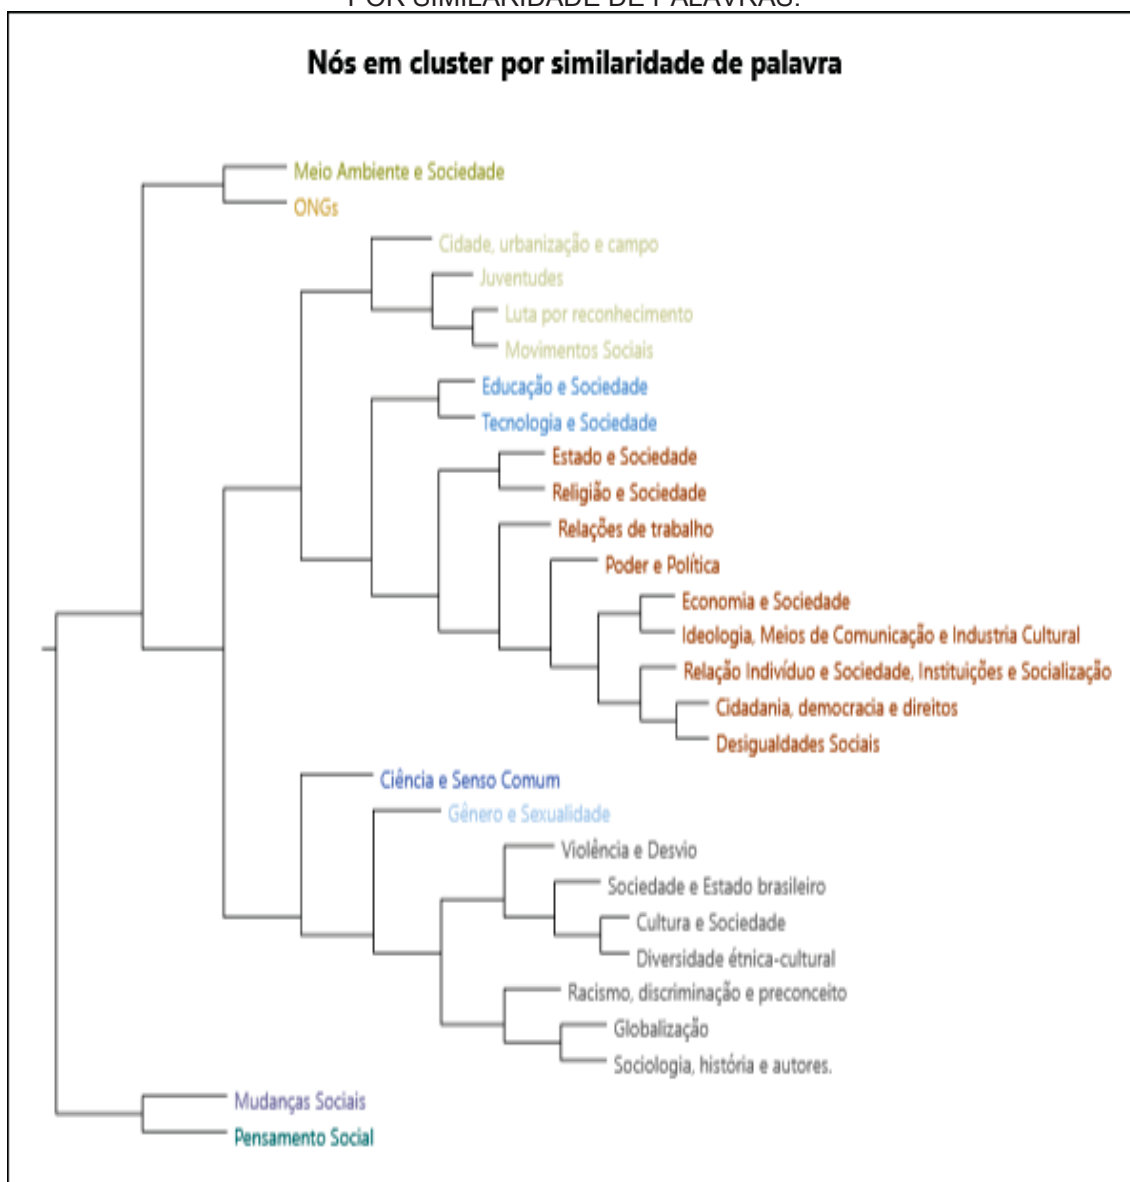 POR SIMILARIDADE DE PALAVRAS.
Nós em cluster por similaridade de palavra
Meio Ambiente e Sociedade
ONGs
Cidade, urbanização e campo
Juventudes
Luta por reconhecimento
Movimentos Sociais
Educação e Sociedade
Tecnologia e Sociedade
Estado e Sociedade
Religião e Sociedade
Relações de trabalho
Poder e Política
Economia e Sociedade
Ideologia, Meios de Comunicação e Industria Cultural
Relação Indivíduo e Sociedade, Instituições e Socialização
Cidadania, democracia e direitos
Desigualdades Sociais
Ciência e Senso Comum
Gênero e Sexualidade
Violência e Desvio
Sociedade e Estado brasileiro
Cultura e Sociedade
Diversidade étnica-cultural
Racismo, discriminação e preconceito
Globalização
Sociologia, história e autores.
Mudanças Sociais
Pensamento Social